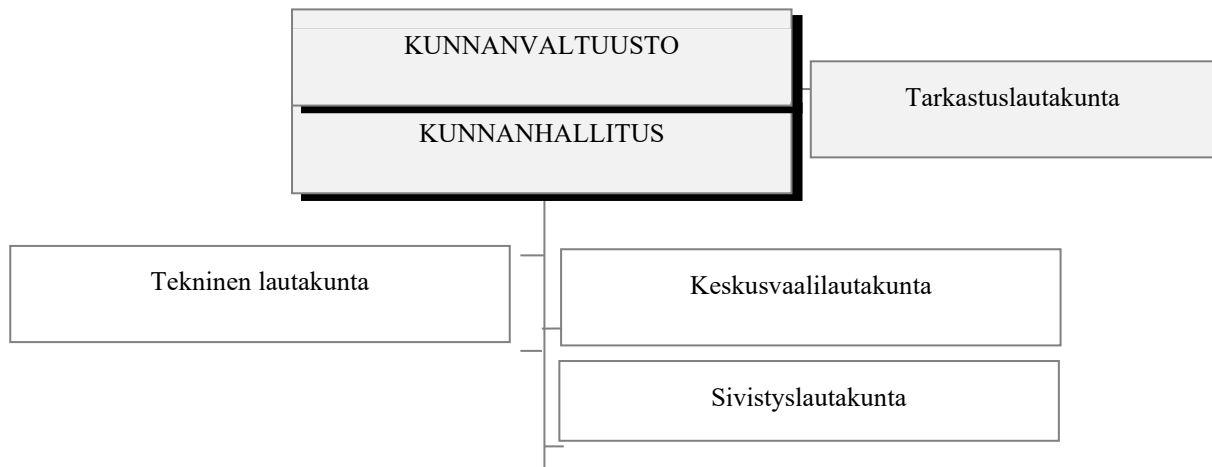 KUNNANVALTUUSTO
Tarkastuslautakunta
KUNNANHALLITUS
Tekninen lautakunta
Keskusvaalilautakunta
Sivistyslautakunta